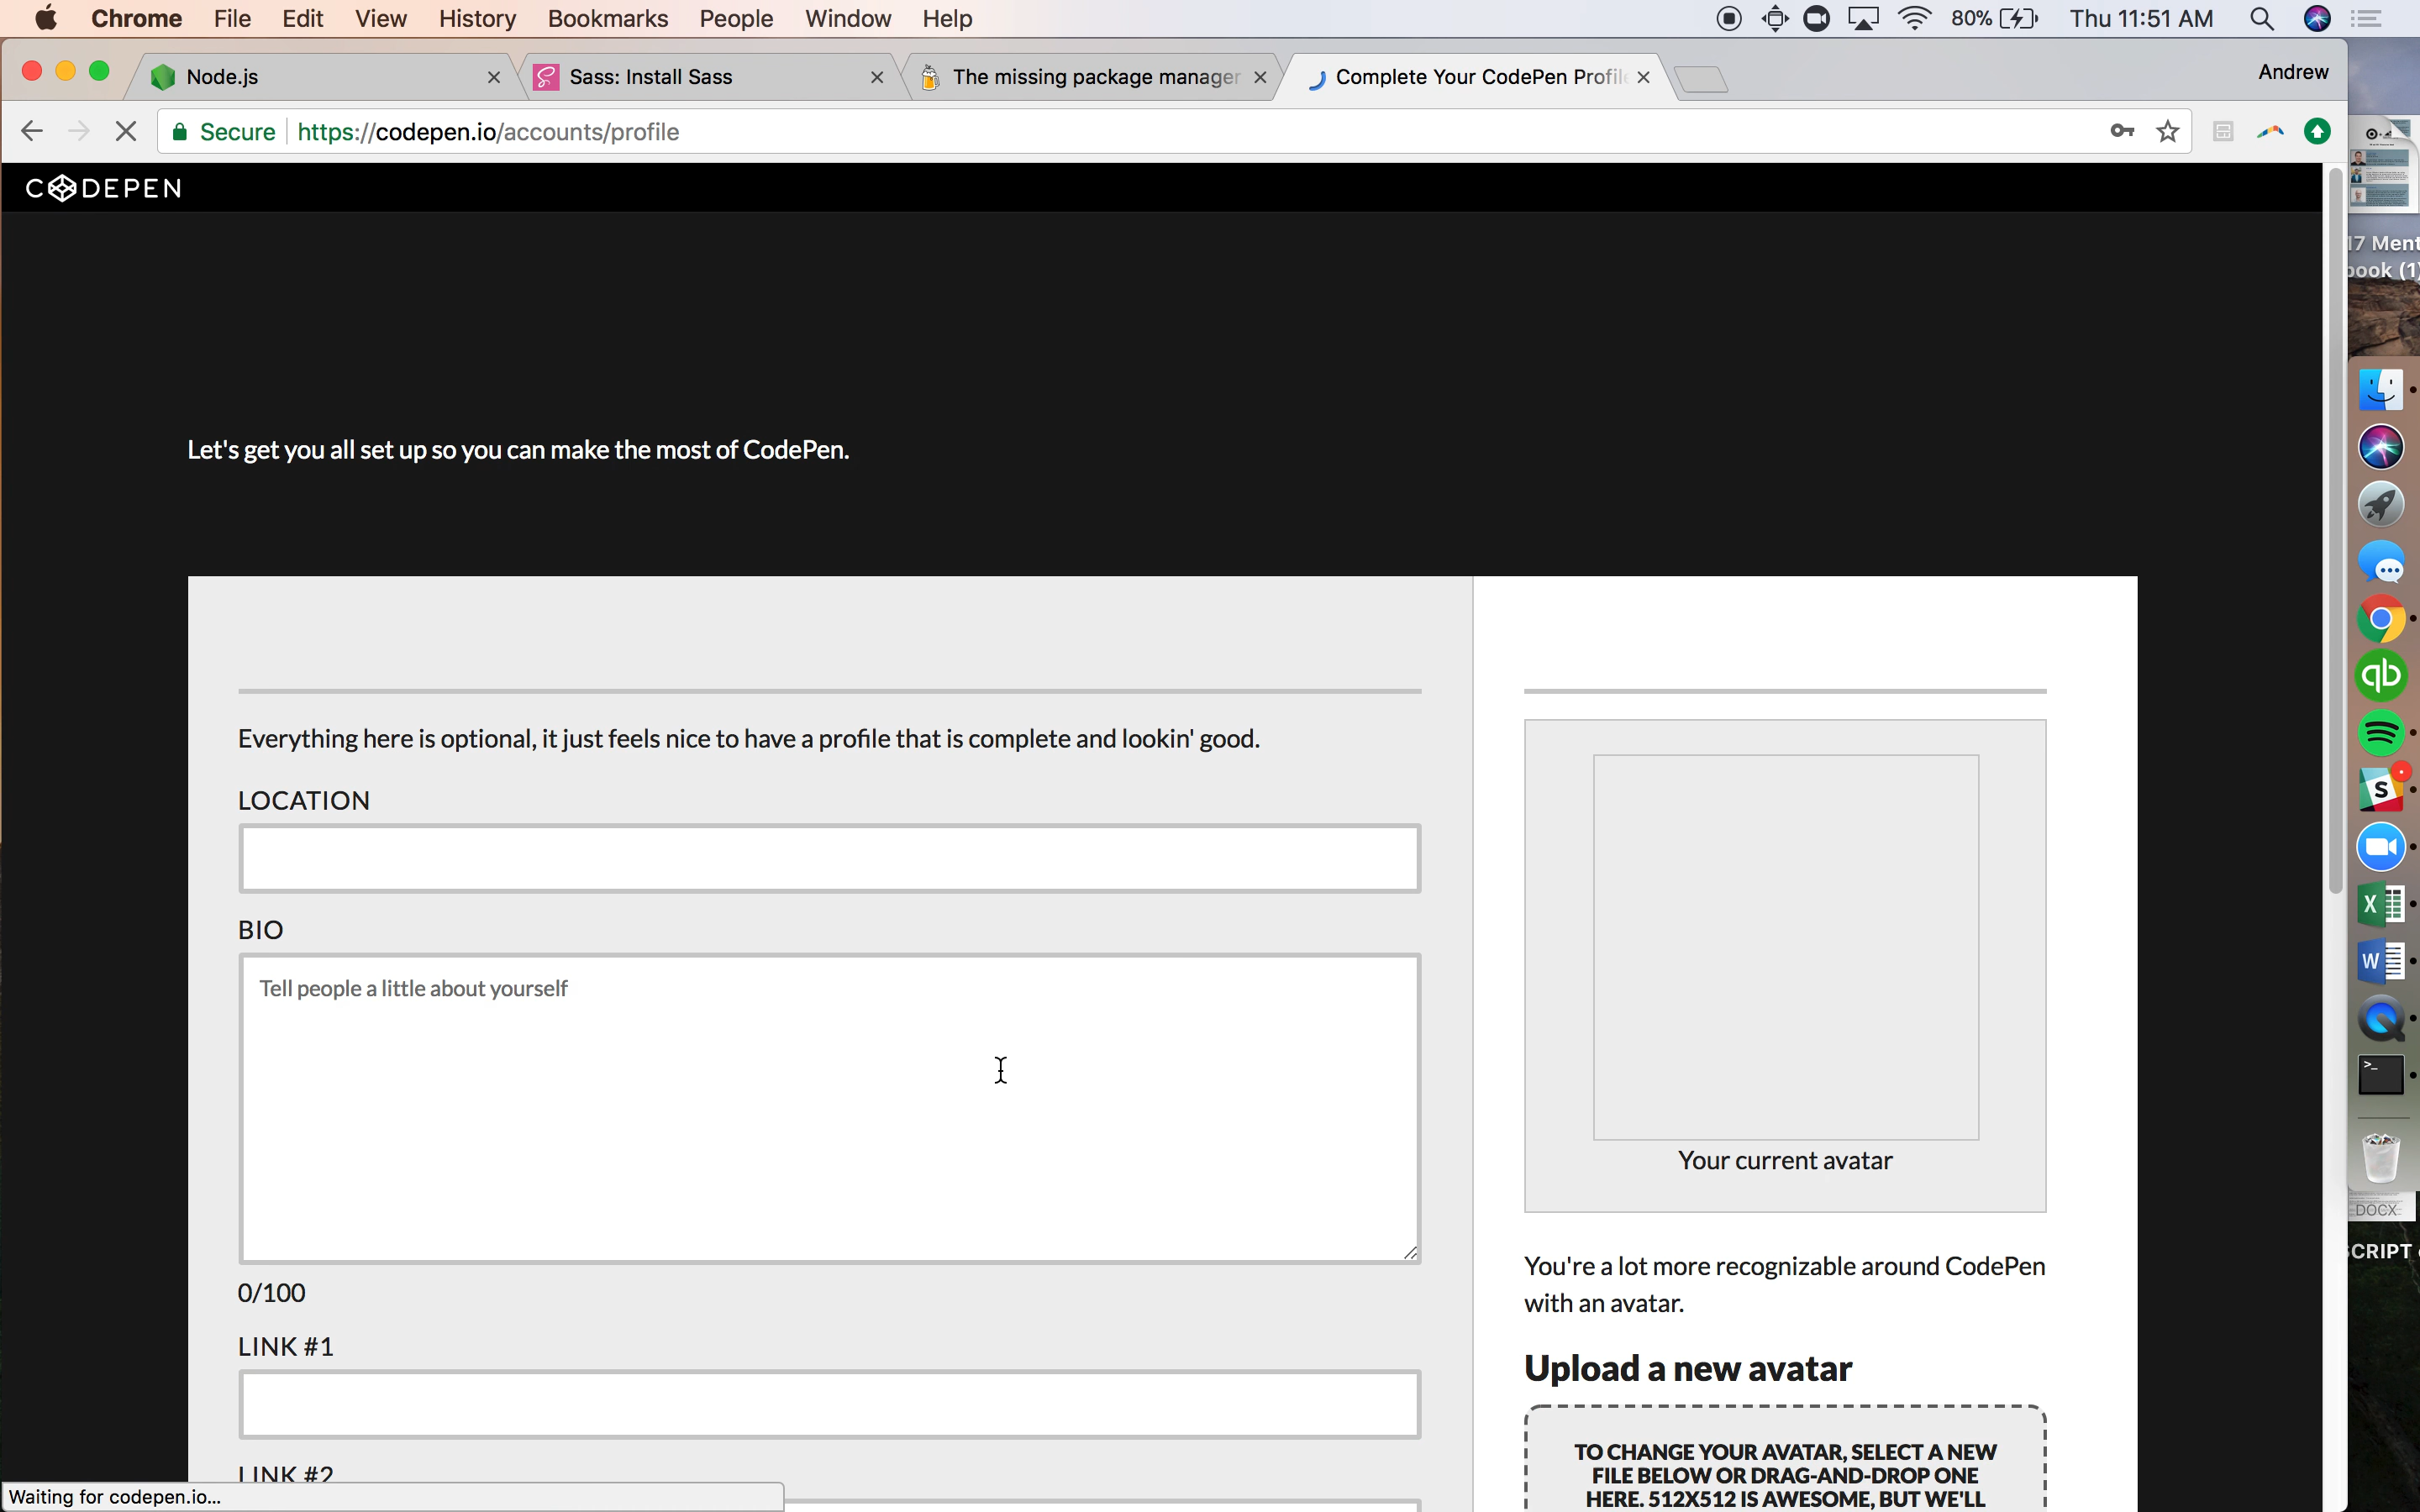 Chrome File Edit View History Bookmarks People Window Help 80% Thu 11:51 AM
Node.js Sass: Install Sass The missing package manager Complete Your CodePen Profil Andrew
Secure https://codepen.io/accounts/profile
CODEPEN
17 Ment
book (1)
Let's get you all set up so you can make the most of CodePen.
Everything here is optional, it just feels nice to have a profile that is complete and lookin' good.
LOCATION
BIO
Tell people a little about yourself
0/100
LINK #1
LINK #2
Your current avatar
You're a lot more recognizable around CodePen
with an avatar.
Upload a new avatar
TO CHANGE YOUR AVATAR, SELECT A NEW
FILE BELOW OR DRAG-AND-DROP ONE
HERE. 512X512 IS AWESOME, BUT WE'LL
DOCX
SCRIPT
Waiting for codepen.io...